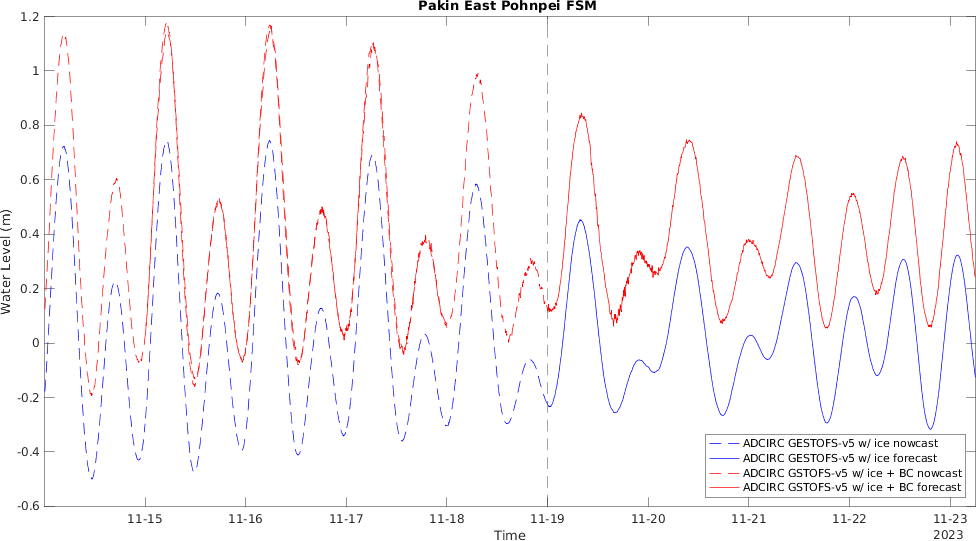 Pakin East Pohnpei FSM
1.2
1
0.8
0.6
0.4
0.2
0
-0.2
-0.4
-0.6
Water Level (m)
ADCIRC GESTOFS-v5 w/ ice nowcast
ADCIRC GESTOFS-v5 w/ ice forecast
ADCIRC GSTOFS-v5 w/ ice + BC nowcast
ADCIRC GSTOFS-v5 w/ ice + BC forecast
11-15 11-16 11-17 11-18 11-19 11-20 11-21 11-22 11-23
Time 2023